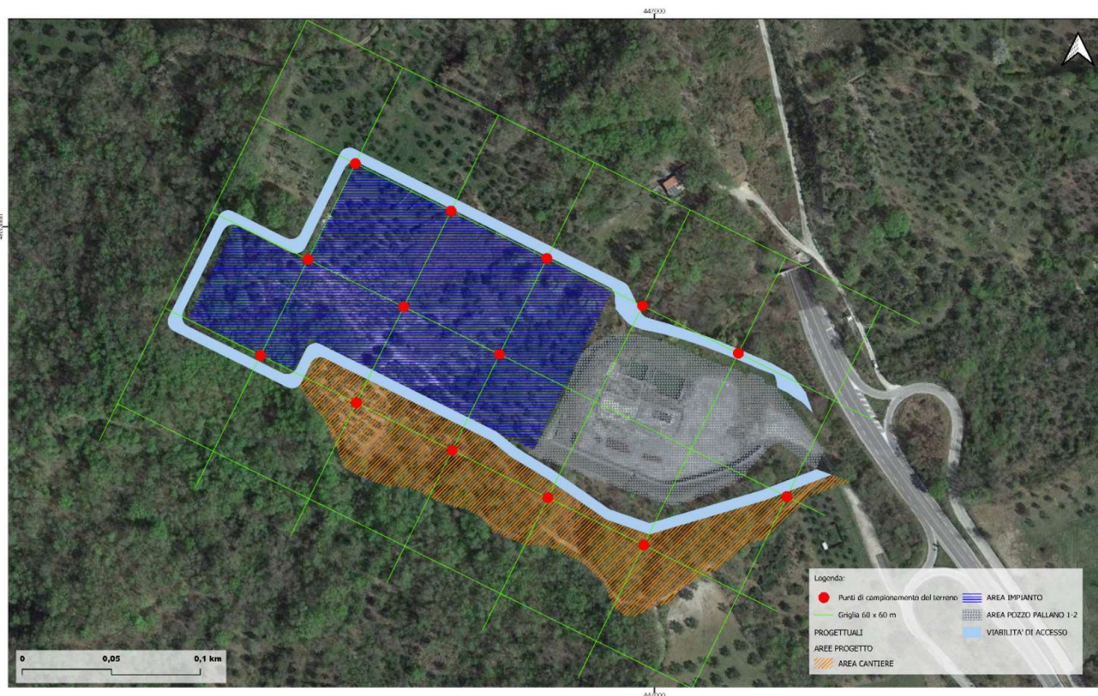 447000
Legenda:
Punti di campionamento del terreno
Griglia 60 x 60 m
PROGETTUALI
AREE PROGETTO
AREA CANTIERE
AREA IMPIANTO
AREA POZZO PALLANO 1-2
VIABILITA' DI ACCESSO
0 0,05 0,1 km
447000